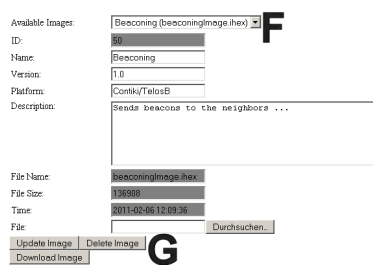 Available Images: Beaconing (beaconingImage.ihex) F
ID: 50
Name: Beaconing
Version: 1.0
Platform: Contiki/TelosB
Description: Sends beacons to the neighbors ...
File Name: beaconingImage.ihex
File Size: 136908
Time: 2011-02-06 12:09:36
File: Durchsuchen..
Update Image Delete Image G
Download Image